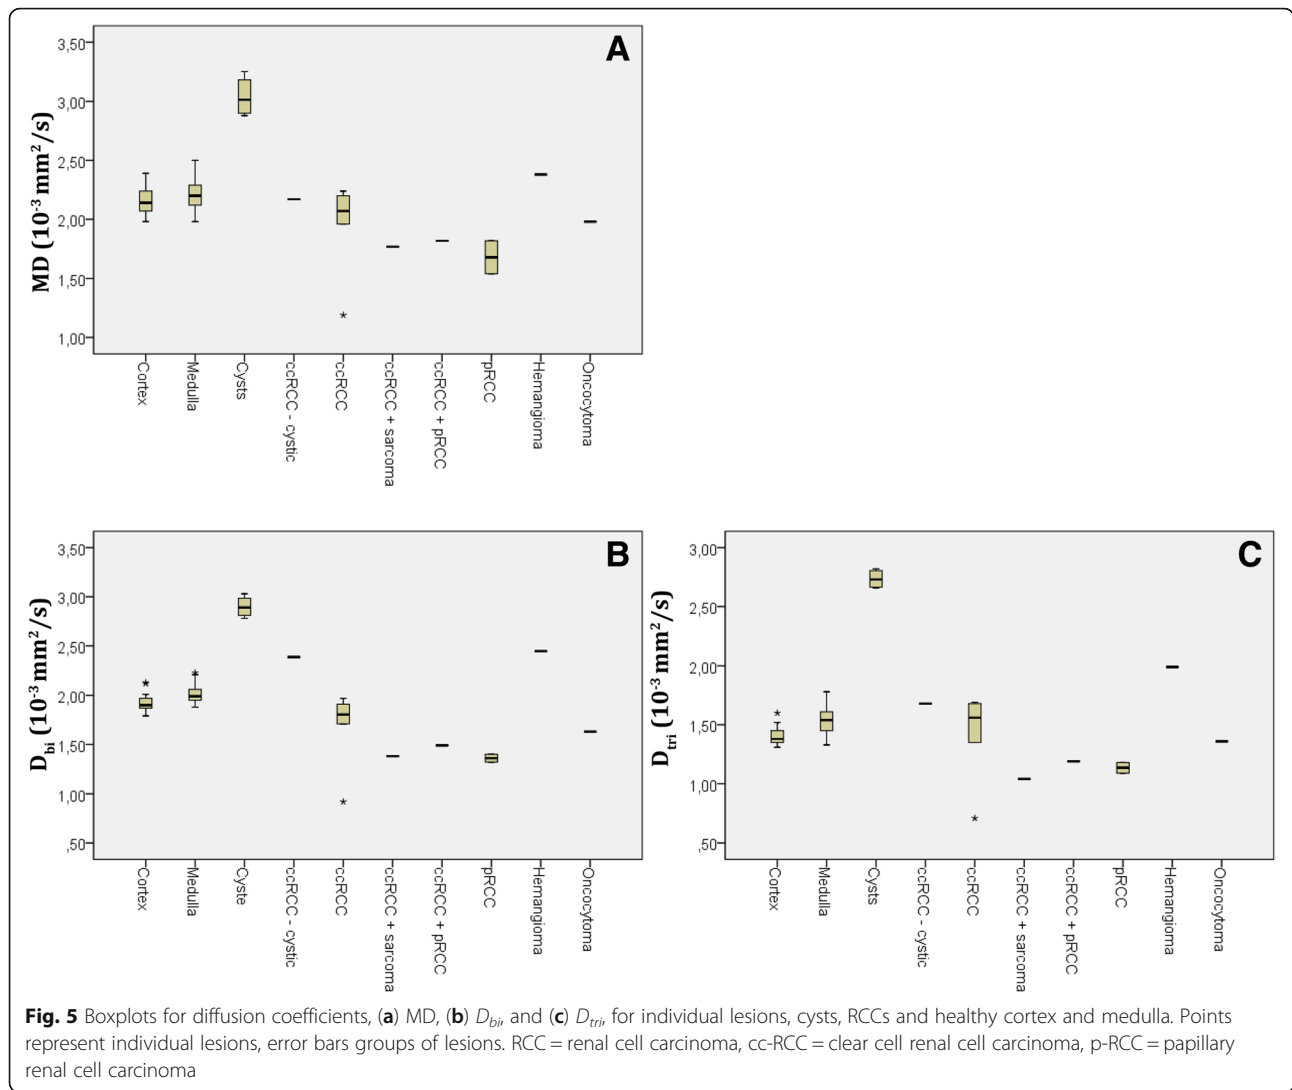 A
3,50
3,00
2,50
2,00
1,50
1,00
MD (10⁻³ mm²/s)
Cortex
Medulla
Cysts
ccRCC - cystic
ccRCC
ccRCC + sarcoma
ccRCC + pRCC
pRCC
Hemangioma
Oncocytoma
B
3,50
3,00
2,50
2,00
1,50
1,00
,50
D_bi (10⁻³ mm²/s)
Cortex
Medulla
Cyste
ccRCC - cystic
ccRCC
ccRCC + sarcoma
ccRCC + pRCC
pRCC
Hemangioma
Oncocytoma
C
3,00
2,50
2,00
1,50
1,00
,50
D_tri (10⁻³ mm²/s)
Cortex
Medulla
Cysts
ccRCC - cystic
ccRCC
ccRCC + sarcoma
ccRCC + pRCC
pRCC
Hemangioma
Oncocytoma
Fig. 5 Boxplots for diffusion coefficients, (a) MD, (b) D_bi, and (c) D_tri, for individual lesions, cysts, RCCs and healthy cortex and medulla. Points
represent individual lesions, error bars groups of lesions. RCC = renal cell carcinoma, cc-RCC = clear cell renal cell carcinoma, p-RCC = papillary
renal cell carcinoma